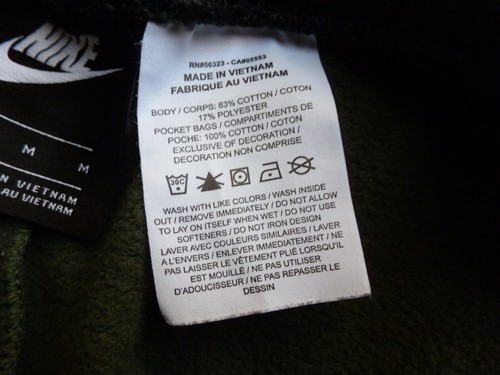 NIKE
M M
IN VIETNAM
AU VIETNAM
RN#56323 - CA#05553
MADE IN VIETNAM
FABRIQUE AU VIETNAM
BODY / CORPS: 83% COTTON / COTON
17% POLYESTER
POCKET BAGS / COMPARTIMENTS DE
POCHE: 100% COTTON / COTON
EXCLUSIVE OF DECORATION /
DECORATION NON COMPRISE
30C
WASH WITH LIKE COLORS / WASH INSIDE
OUT / REMOVE IMMEDIATELY / DO NOT ALLOW
TO LAY ON ITSELF WHEN WET / DO NOT USE
SOFTENERS / DO NOT IRON DESIGN
LAVER AVEC COULEURS SIMILAIRES / LAVER
A L'ENVERS / ENLEVER IMMEDIATEMENT / NE
PAS LAISSER LE VÊTEMENT PLIÉ LORSQU'IL
EST MOUILLÉ / NE PAS UTILISER
D'ADOUCISSEUR / NE PAS REPASSER LE
DESSIN